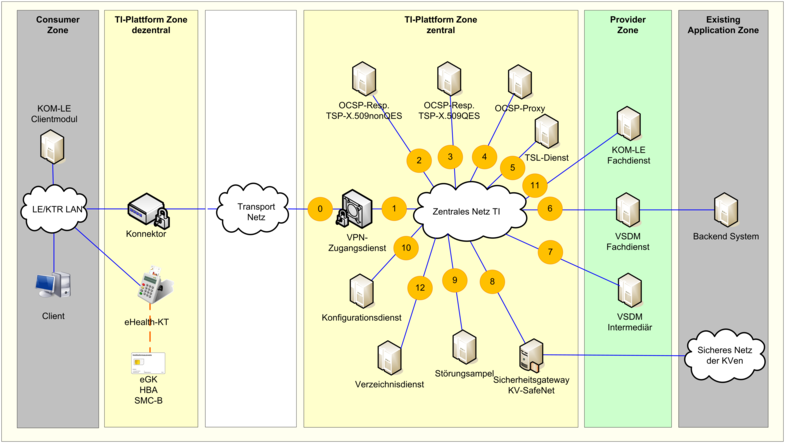 Consumer
Zone
TI-Plattform Zone
dezentral
TI-Plattform Zone
zentral
Provider
Zone
Existing
Application Zone
KOM-LE
Clientmodul
LE/KTR LAN
Client
Konnektor
eHealth-KT
eGK
HBA
SMC-B
Transport
Netz
OCSP-Resp.
TSP-X.509nonQES
OCSP-Resp.
TSP-X.509QES
OCSP-Proxy
TSL-Dienst
2
3
4
5
11
0
1
6
7
8
9
10
12
VPN-
Zugangsdienst
Zentrales Netz TI
Konfigurationsdienst
Verzeichnisdienst
Störungsampel
Sicherheitsgateway
KV-SafeNet
KOM-LE
Fachdienst
VSDM
Fachdienst
VSDM
Intermediär
Backend System
Sicheres Netz
der KVen